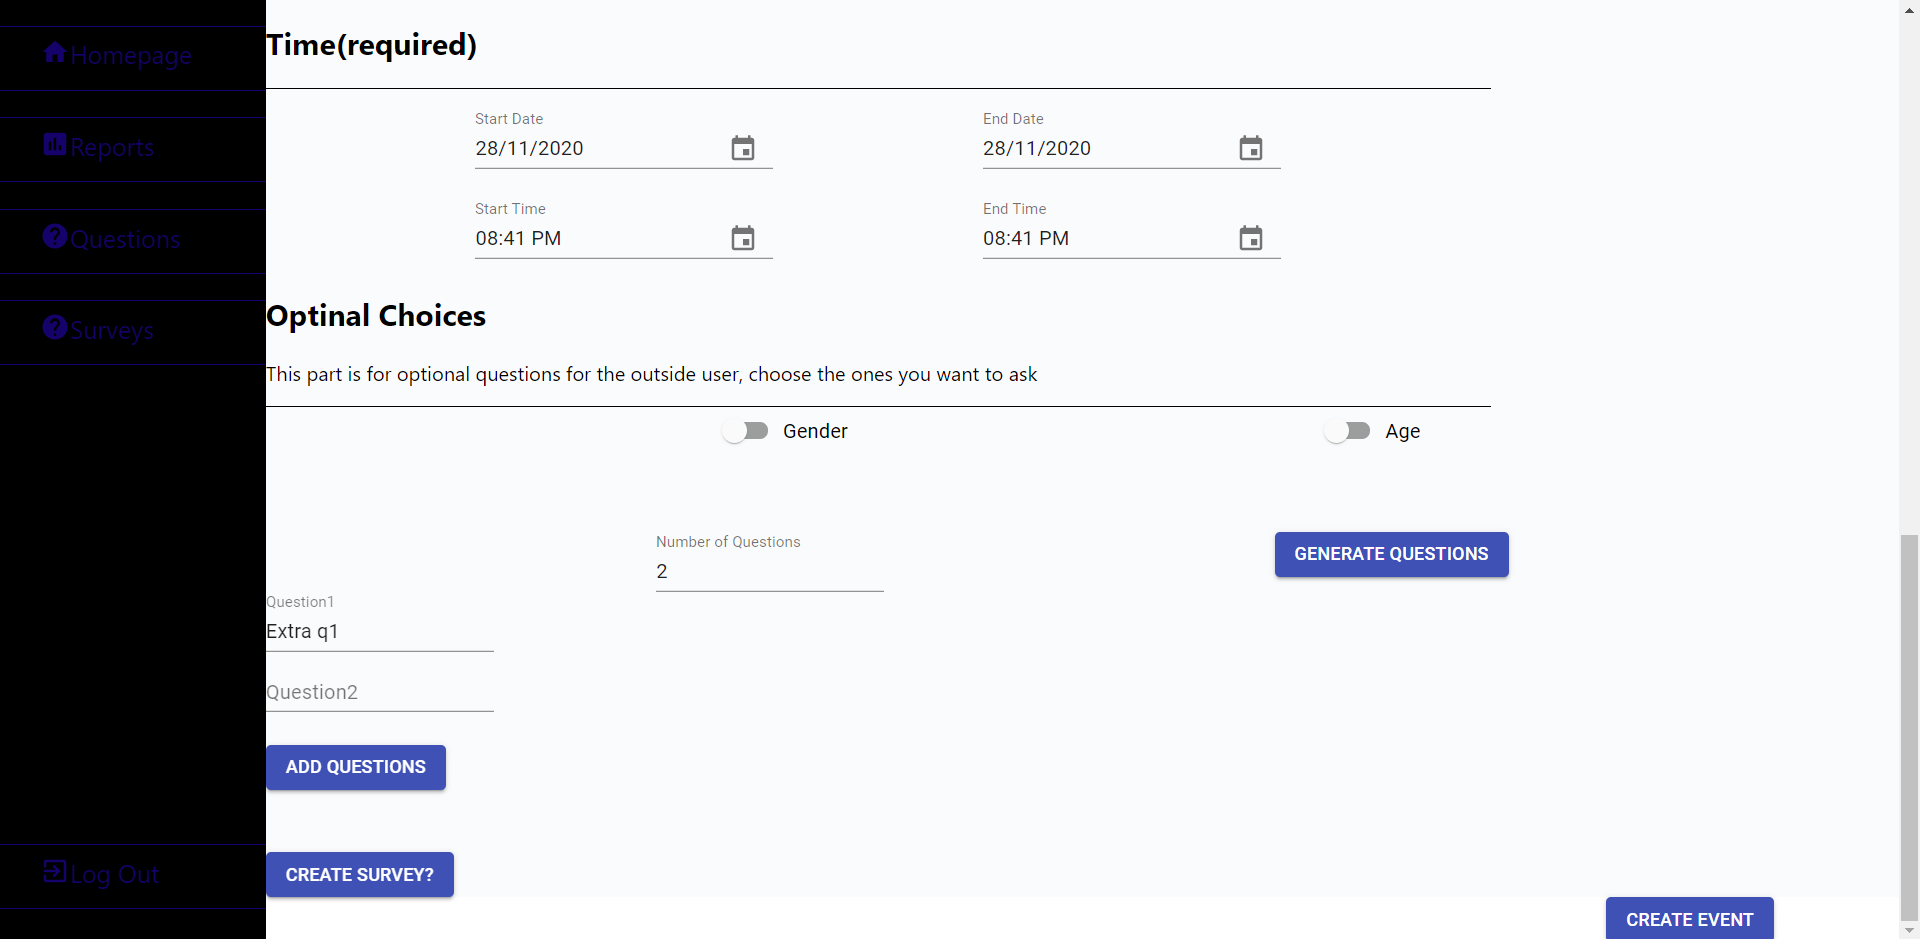 Homepage
Reports
Questions
Surveys
Log Out
Time(required)
Start Date
28/11/2020
End Date
28/11/2020
Start Time
08:41 PM
End Time
08:41 PM
Optinal Choices
This part is for optional questions for the outside user, choose the ones you want to ask
Gender
Age
Number of Questions
2
GENERATE QUESTIONS
Question1
Extra q1
Question2
ADD QUESTIONS
CREATE SURVEY?
CREATE EVENT